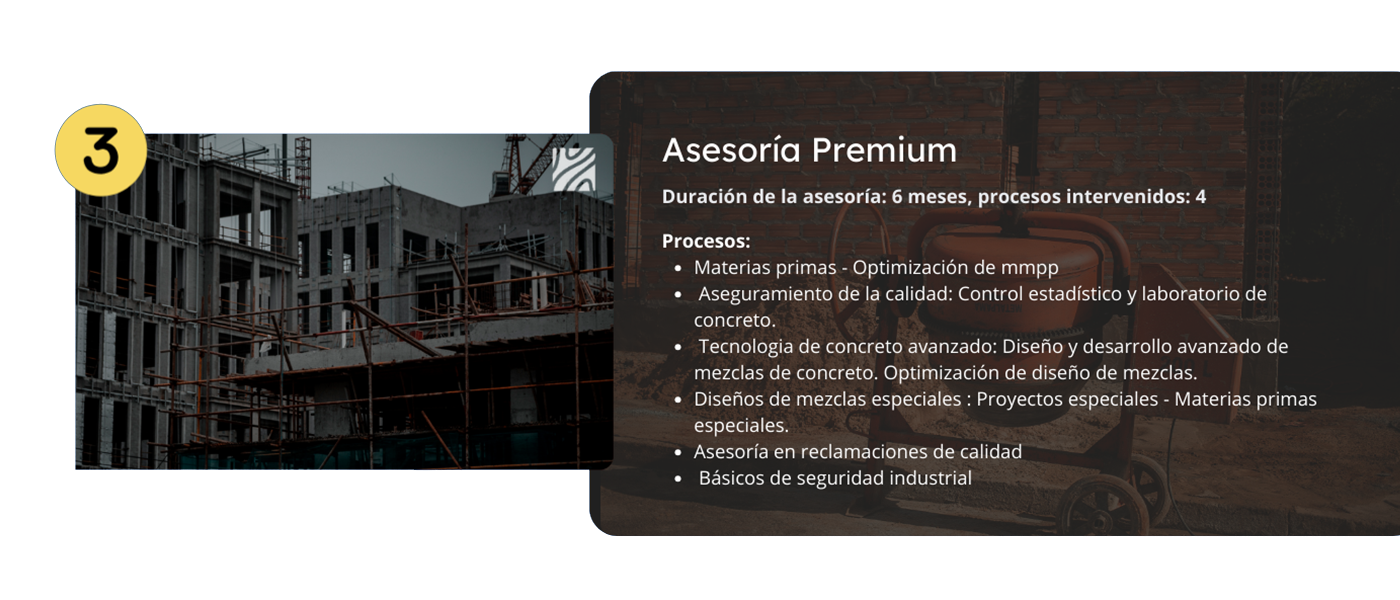 3
Asesoría Premium
Duración de la asesoría: 6 meses, procesos intervenidos: 4
Procesos:
• Materias primas - Optimización de mmpp
• Aseguramiento de la calidad: Control estadístico y laboratorio de
concreto.
• Tecnologia de concreto avanzado: Diseño y desarrollo avanzado de
mezclas de concreto. Optimización de diseño de mezclas.
• Diseños de mezclas especiales : Proyectos especiales - Materias primas
especiales.
• Asesoría en reclamaciones de calidad
• Básicos de seguridad industrial